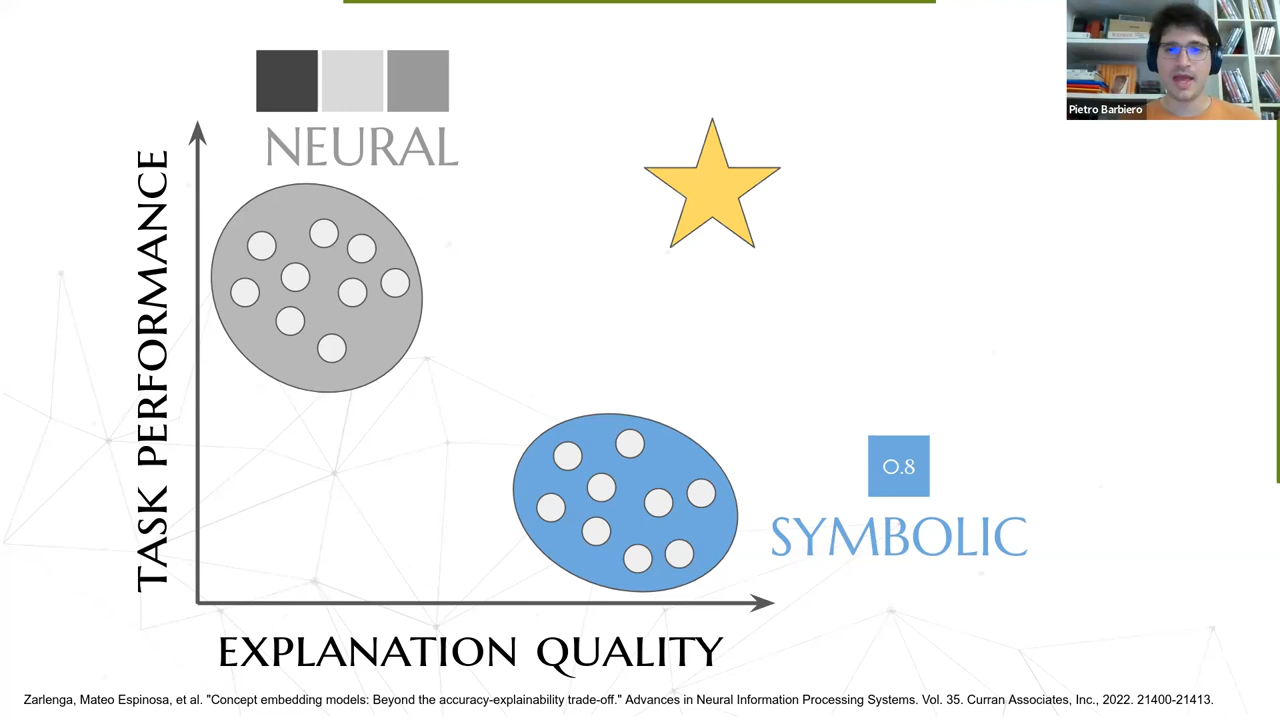 Pietro Barbiero
NEURAL
TASK PERFORMANCE
0.8
SYMBOLIC
EXPLANATION QUALITY
Zarlenga, Mateo Espinosa, et al. "Concept embedding models: Beyond the accuracy-explainability trade-off." Advances in Neural Information Processing Systems. Vol. 35. Curran Associates, Inc., 2022. 21400-21413.